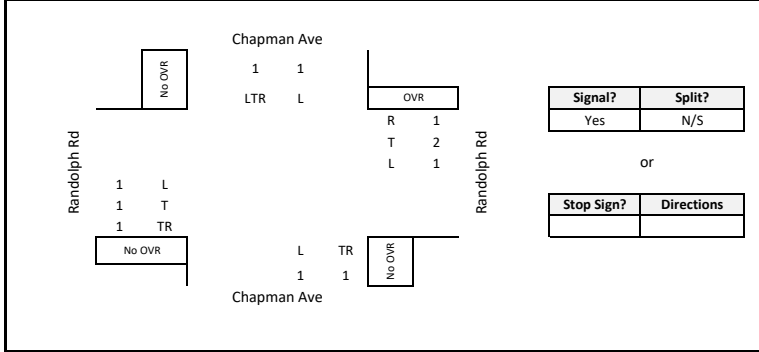 Chapman Ave
No OVR
1 1
LTR L
OVR
R 1
T 2
L 1
Randolph Rd
Randolph Rd
1 L
1 T
1 TR
No OVR
L TR
1 1
No OVR
Chapman Ave
Signal? Split?
Yes N/S
or
Stop Sign? Directions